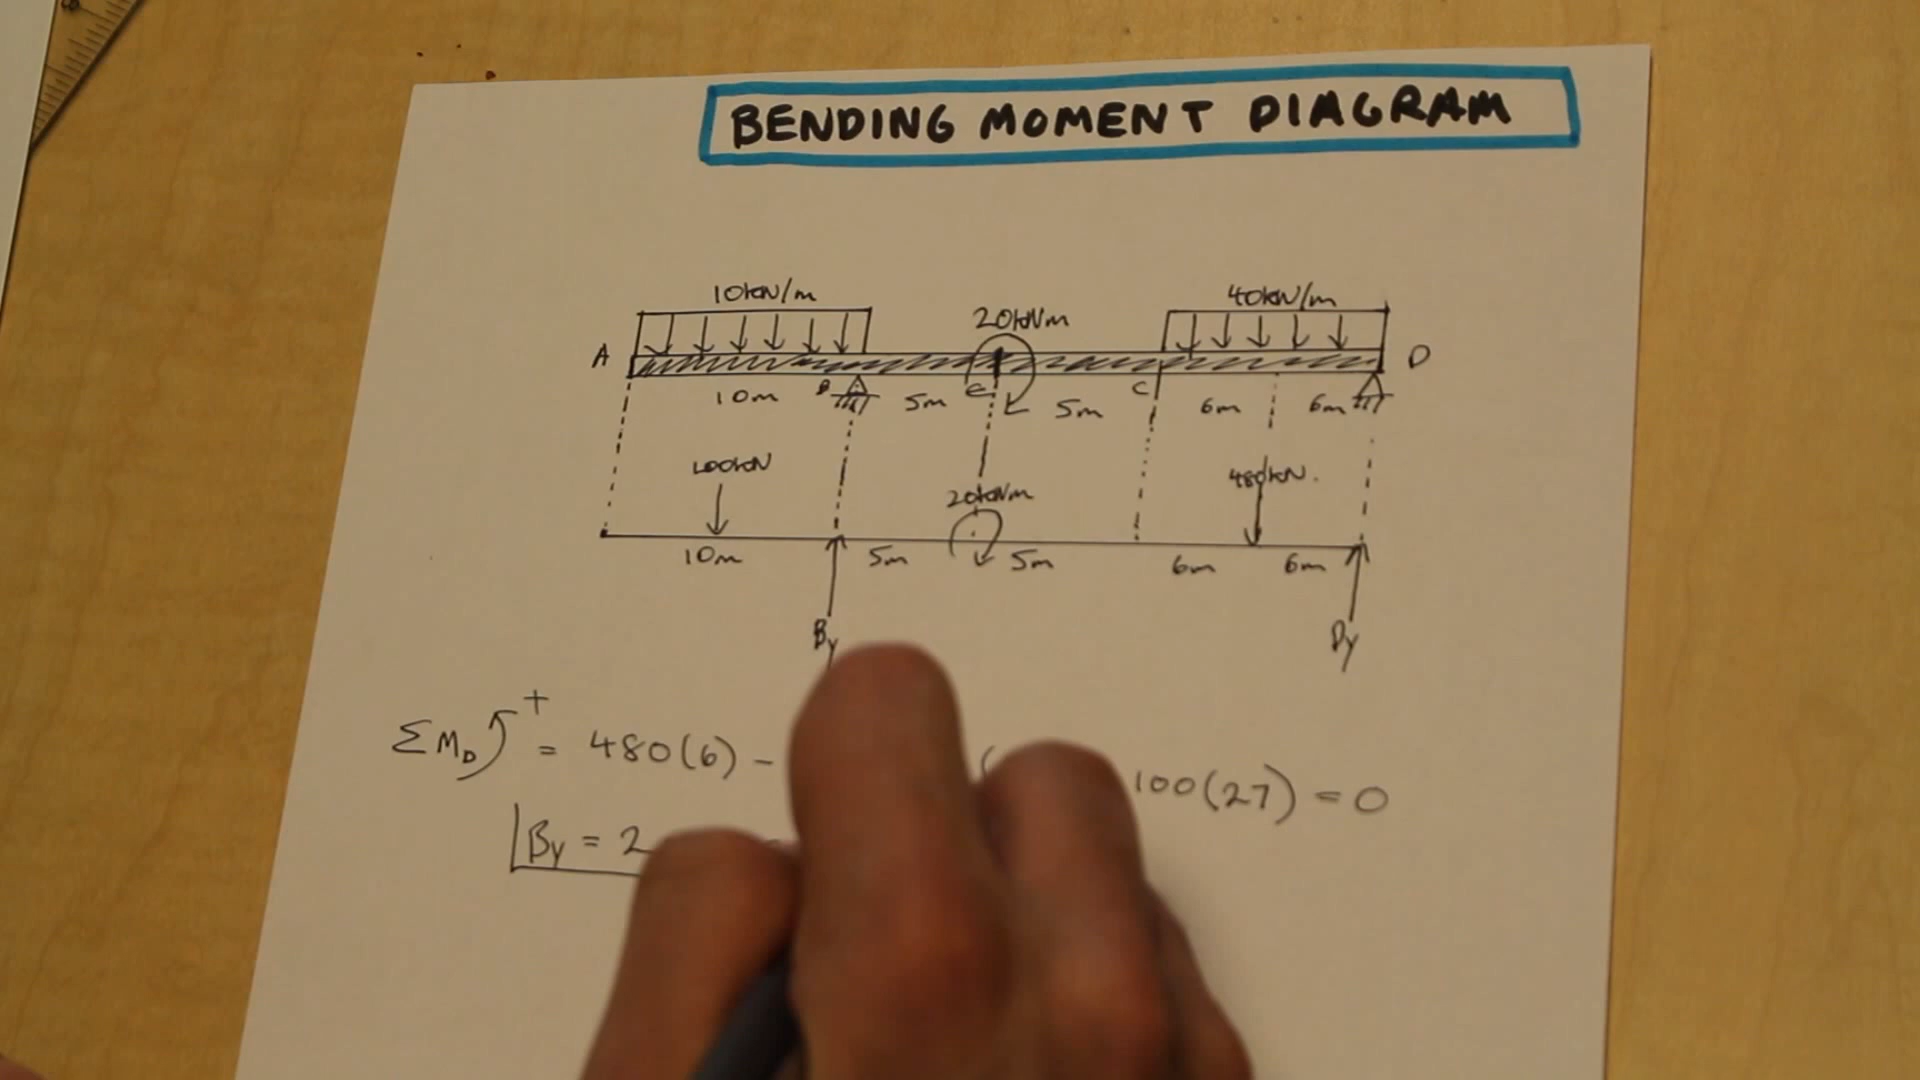 BENDING MOMENT DIAGRAM
10kN/m 40kN/m
20kNm
A D
B E C
10m 5m 5m 6m 6m
100kN 480kN.
20kNm
10m 5m 5m 6m 6m
By Dy
ΣMD + = 480(6) - ( 100(27) = 0
By = 2